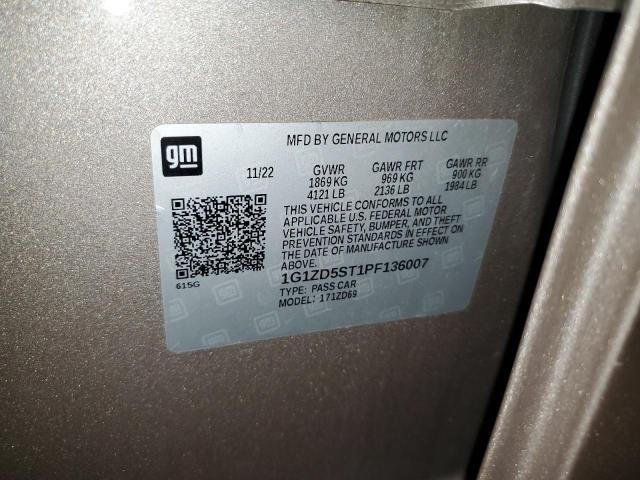 gm
MFD BY GENERAL MOTORS LLC
11/22 GVWR GAWR FRT GAWR RR
1869 KG 969 KG 900 KG
4121 LB 2136 LB 1984 LB
THIS VEHICLE CONFORMS TO ALL
APPLICABLE U.S. FEDERAL MOTOR
VEHICLE SAFETY, BUMPER, AND THEFT
PREVENTION STANDARDS IN EFFECT ON
THE DATE OF MANUFACTURE SHOWN
ABOVE.
1G1ZD5ST1PF136007
615G
TYPE: PASS CAR
MODEL: 171ZD69